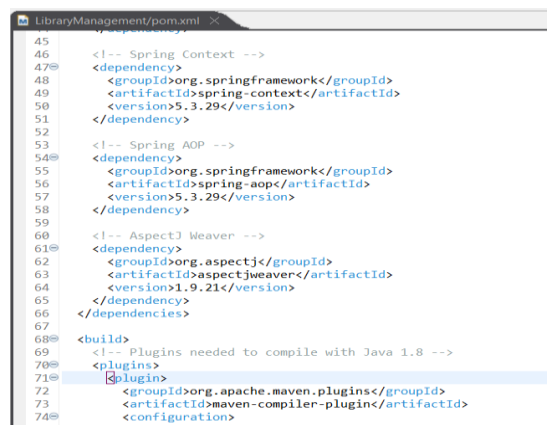 LibraryManagement/pom.xml
45
46 <!-- Spring Context -->
47 <dependency>
48 <groupId>org.springframework</groupId>
49 <artifactId>spring-context</artifactId>
50 <version>5.3.29</version>
51 </dependency>
52
53 <!-- Spring AOP -->
54 <dependency>
55 <groupId>org.springframework</groupId>
56 <artifactId>spring-aop</artifactId>
57 <version>5.3.29</version>
58 </dependency>
59
60 <!-- AspectJ Weaver -->
61 <dependency>
62 <groupId>org.aspectj</groupId>
63 <artifactId>aspectjweaver</artifactId>
64 <version>1.9.21</version>
65 </dependency>
66 </dependencies>
67
68 <build>
69 <!-- Plugins needed to compile with Java 1.8 -->
70 <plugins>
71 <plugin>
72 <groupId>org.apache.maven.plugins</groupId>
73 <artifactId>maven-compiler-plugin</artifactId>
74 <configuration>